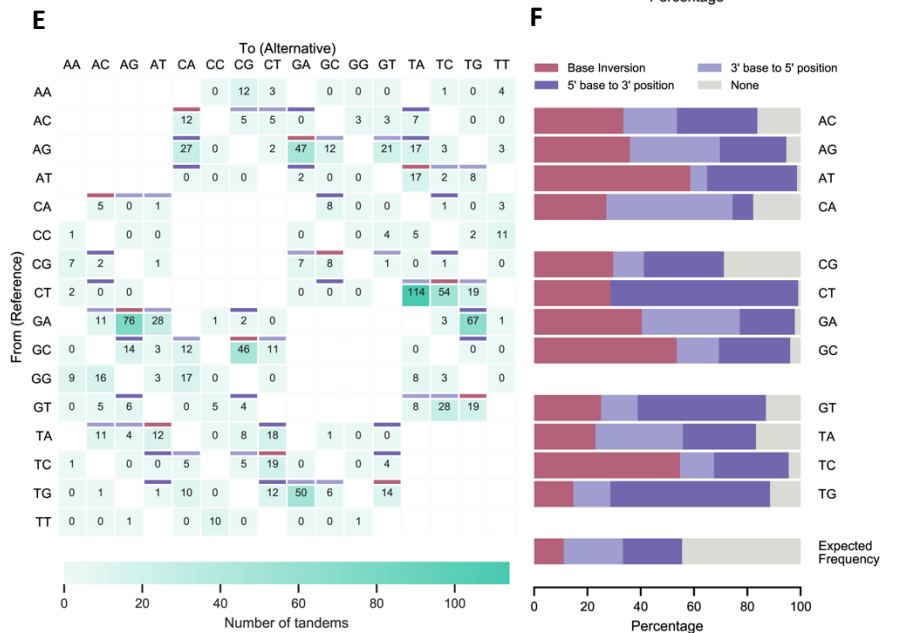 Percentage
E
F
To (Alternative)
AA AC AG AT CA CC CG CT GA GC GG GT TA TC TG TT
From (Reference)
AA 0 12 3 0 0 0 1 0 4
AC 12 5 5 0 3 3 7 0 0
AG 27 0 2 47 12 21 17 3 3
AT 0 0 0 2 0 0 17 2 8
CA 5 0 1 8 0 0 1 0 3
CC 1 0 0 0 0 4 5 2 11
CG 7 2 1 7 8 1 0 1 0
CT 2 0 0 0 0 0 114 54 19
GA 11 76 28 1 2 0 3 67 1
GC 0 14 3 12 46 11 0 0 0
GG 9 16 3 17 0 0 8 3 0
GT 0 5 6 0 5 4 8 28 19
TA 11 4 12 0 8 18 1 0 0
TC 1 0 0 5 5 19 0 0 4
TG 0 1 1 10 0 12 50 6 14
TT 0 0 1 0 10 0 0 0 1
0 20 40 60 80 100
Number of tandems
Base Inversion
3' base to 5' position
5' base to 3' position
None
AC
AG
AT
CA
CG
CT
GA
GC
GT
TA
TC
TG
Expected
Frequency
0 20 40 60 80 100
Percentage